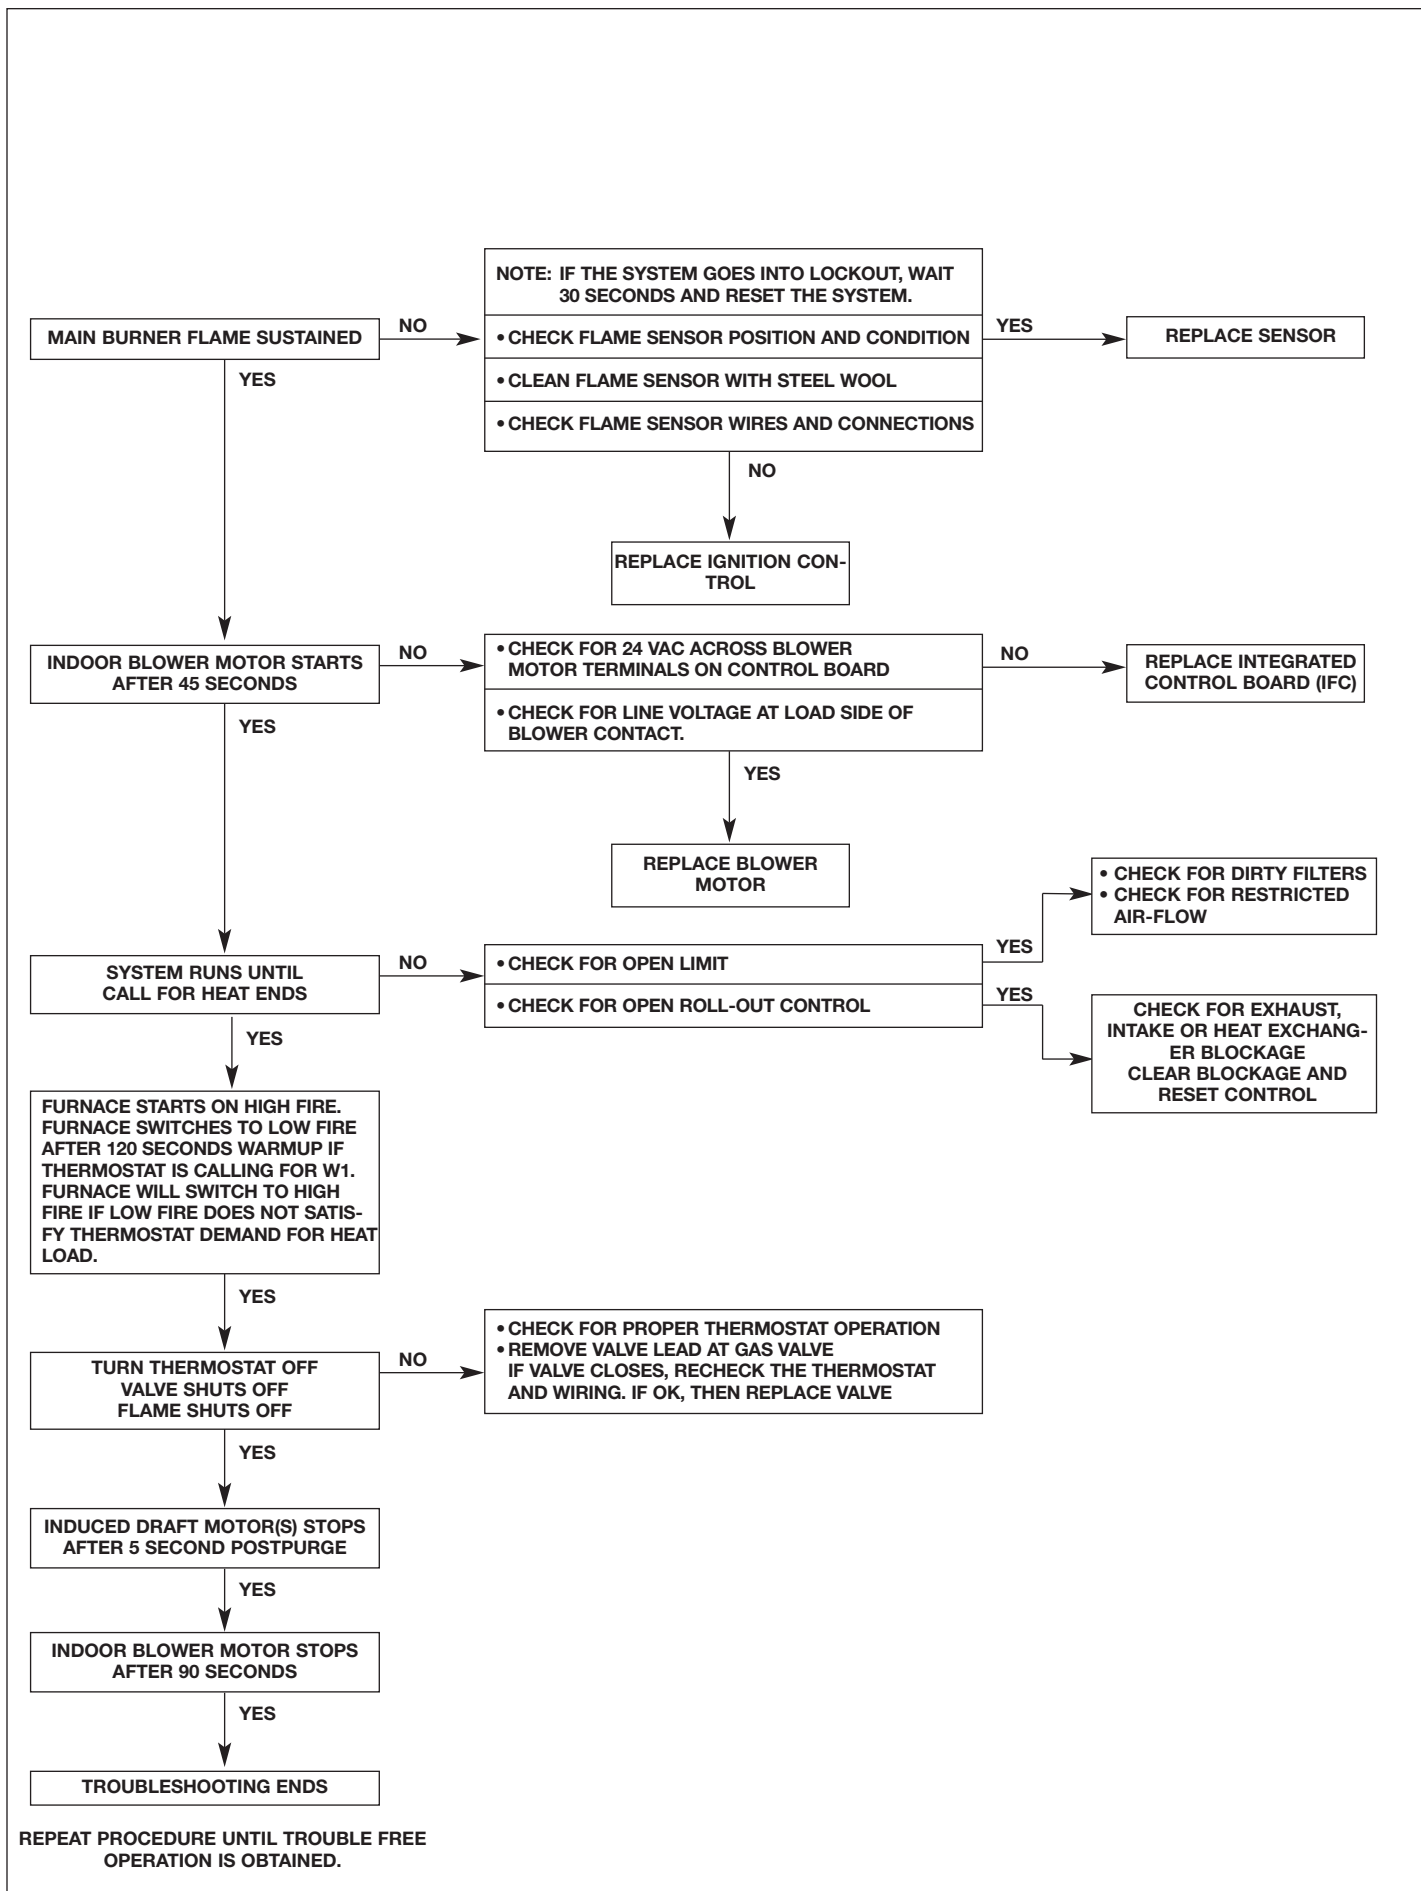 NOTE: IF THE SYSTEM GOES INTO LOCKOUT, WAIT
30 SECONDS AND RESET THE SYSTEM.
MAIN BURNER FLAME SUSTAINED
NO
• CHECK FLAME SENSOR POSITION AND CONDITION
YES
REPLACE SENSOR
YES
• CLEAN FLAME SENSOR WITH STEEL WOOL
• CHECK FLAME SENSOR WIRES AND CONNECTIONS
NO
REPLACE IGNITION CON-
TROL
INDOOR BLOWER MOTOR STARTS
AFTER 45 SECONDS
NO
• CHECK FOR 24 VAC ACROSS BLOWER
MOTOR TERMINALS ON CONTROL BOARD
NO
REPLACE INTEGRATED
CONTROL BOARD (IFC)
YES
• CHECK FOR LINE VOLTAGE AT LOAD SIDE OF
BLOWER CONTACT.
YES
REPLACE BLOWER
MOTOR
• CHECK FOR DIRTY FILTERS
• CHECK FOR RESTRICTED
AIR-FLOW
SYSTEM RUNS UNTIL
CALL FOR HEAT ENDS
NO
• CHECK FOR OPEN LIMIT
YES
• CHECK FOR OPEN ROLL-OUT CONTROL
YES
CHECK FOR EXHAUST,
INTAKE OR HEAT EXCHANG-
ER BLOCKAGE
CLEAR BLOCKAGE AND
RESET CONTROL
YES
FURNACE STARTS ON HIGH FIRE.
FURNACE SWITCHES TO LOW FIRE
AFTER 120 SECONDS WARMUP IF
THERMOSTAT IS CALLING FOR W1.
FURNACE WILL SWITCH TO HIGH
FIRE IF LOW FIRE DOES NOT SATIS-
FY THERMOSTAT DEMAND FOR HEAT
LOAD.
YES
TURN THERMOSTAT OFF
VALVE SHUTS OFF
FLAME SHUTS OFF
NO
• CHECK FOR PROPER THERMOSTAT OPERATION
• REMOVE VALVE LEAD AT GAS VALVE
IF VALVE CLOSES, RECHECK THE THERMOSTAT
AND WIRING. IF OK, THEN REPLACE VALVE
YES
INDUCED DRAFT MOTOR(S) STOPS
AFTER 5 SECOND POSTPURGE
YES
INDOOR BLOWER MOTOR STOPS
AFTER 90 SECONDS
YES
TROUBLESHOOTING ENDS
REPEAT PROCEDURE UNTIL TROUBLE FREE
OPERATION IS OBTAINED.